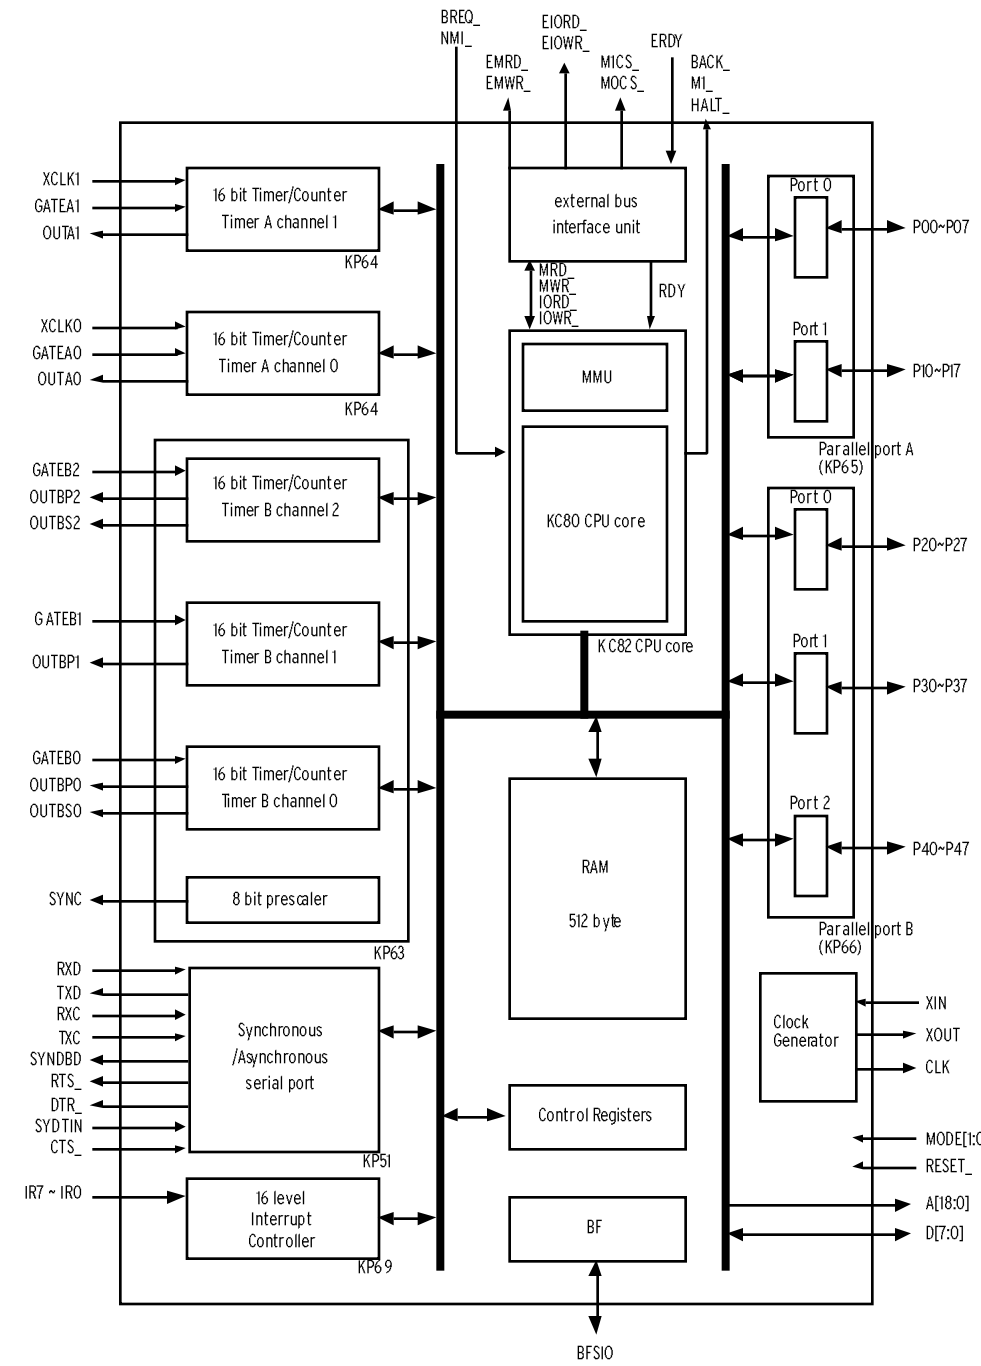 BREQ_
NMI_
EMRD_
EMWR_
EIORD_
EIOWR_
M1CS_
MOCS_
ERDY
BACK_
M1_
HALT_
XCLK1
GATEA1
OUTA1
16 bit Timer/Counter
Timer A channel 1
KP64
XCLK0
GATEA0
OUTA0
16 bit Timer/Counter
Timer A channel 0
KP64
GATEB2
OUTBP2
OUTBS2
16 bit Timer/Counter
Timer B channel 2
GATEB1
OUTBP1
16 bit Timer/Counter
Timer B channel 1
GATEB0
OUTBP0
OUTBS0
16 bit Timer/Counter
Timer B channel 0
SYNC
8 bit prescaler
KP63
RXD
TXD
RXC
TXC
SYNDBD
RTS_
DTR_
SYDTIN
CTS_
Synchronous
/Asynchronous
serial port
KP51
IR7 ~ IR0
16 level
Interrupt
Controller
KP69
external bus
interface unit
MRD_
MWR_
IORD_
IOWR_
RDY
MMU
KC80 CPU core
KC82 CPU core
RAM
512 byte
Control Registers
BF
BFSIO
Port 0
P00~P07
Port 1
P10~P17
Parallel port A
(KP65)
Port 0
P20~P27
Port 1
P30~P37
Port 2
P40~P47
Parallel port B
(KP66)
Clock
Generator
XIN
XOUT
CLK
MODE[1:0
RESET_
A[18:0]
D[7:0]